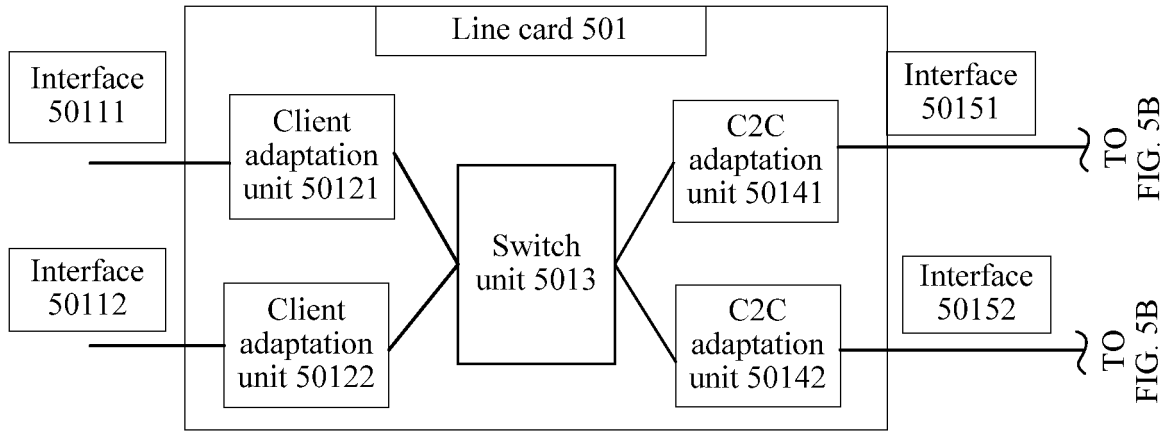 Line card 501
Interface
50111
Client
adaptation
unit 50121
C2C
adaptation
unit 50141
Interface
50151
TO
FIG. 5B
Switch
unit 5013
Interface
50112
Client
adaptation
unit 50122
C2C
adaptation
unit 50142
Interface
50152
TO
FIG. 5B